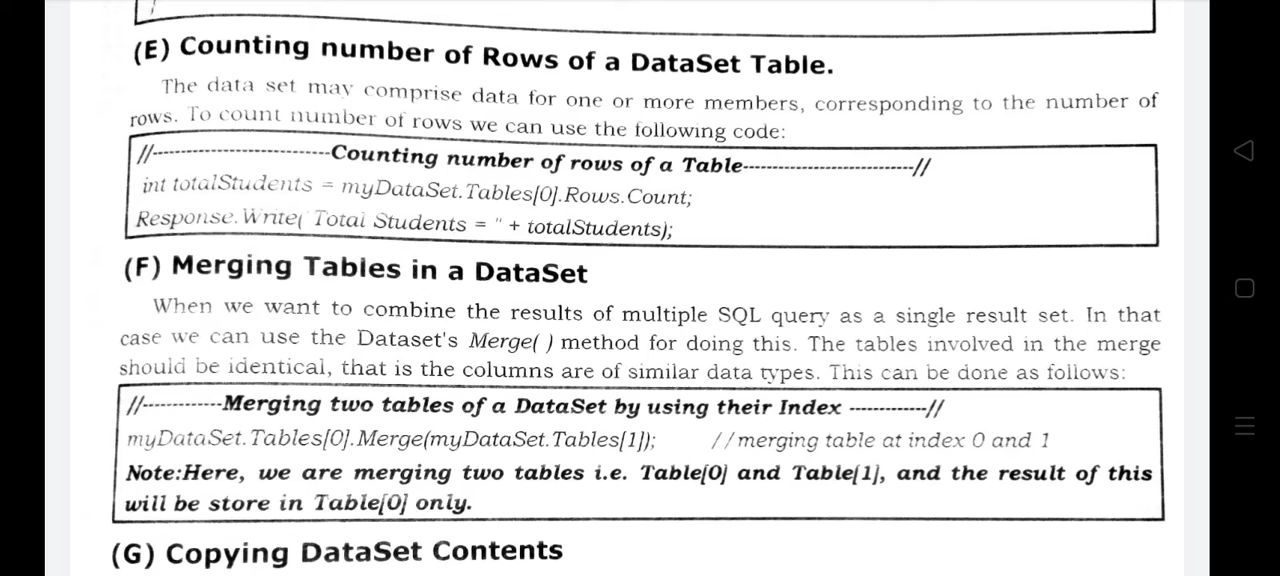 (E) Counting number of Rows of a DataSet Table.
The data set may comprise data for one or more members, corresponding to the number of
rows. To count number of rows we can use the following code:
//----------------------------Counting number of rows of a Table---------------------------//
int totalStudents = myDataSet.Tables[0].Rows.Count;
Response.Write( Total Students = " + totalStudents);
(F) Merging Tables in a DataSet
When we want to combine the results of multiple SQL query as a single result set. In that
case we can use the Dataset's Merge( ) method for doing this. The tables involved in the merge
should be identical, that is the columns are of similar data types. This can be done as follows:
//-------------Merging two tables of a DataSet by using their Index -------------//
myDataSet.Tables[0].Merge(myDataSet.Tables[1]); //merging table at index 0 and 1
Note:Here, we are merging two tables i.e. Table[0] and Table[1], and the result of this
will be store in Table[0] only.
(G) Copying DataSet Contents